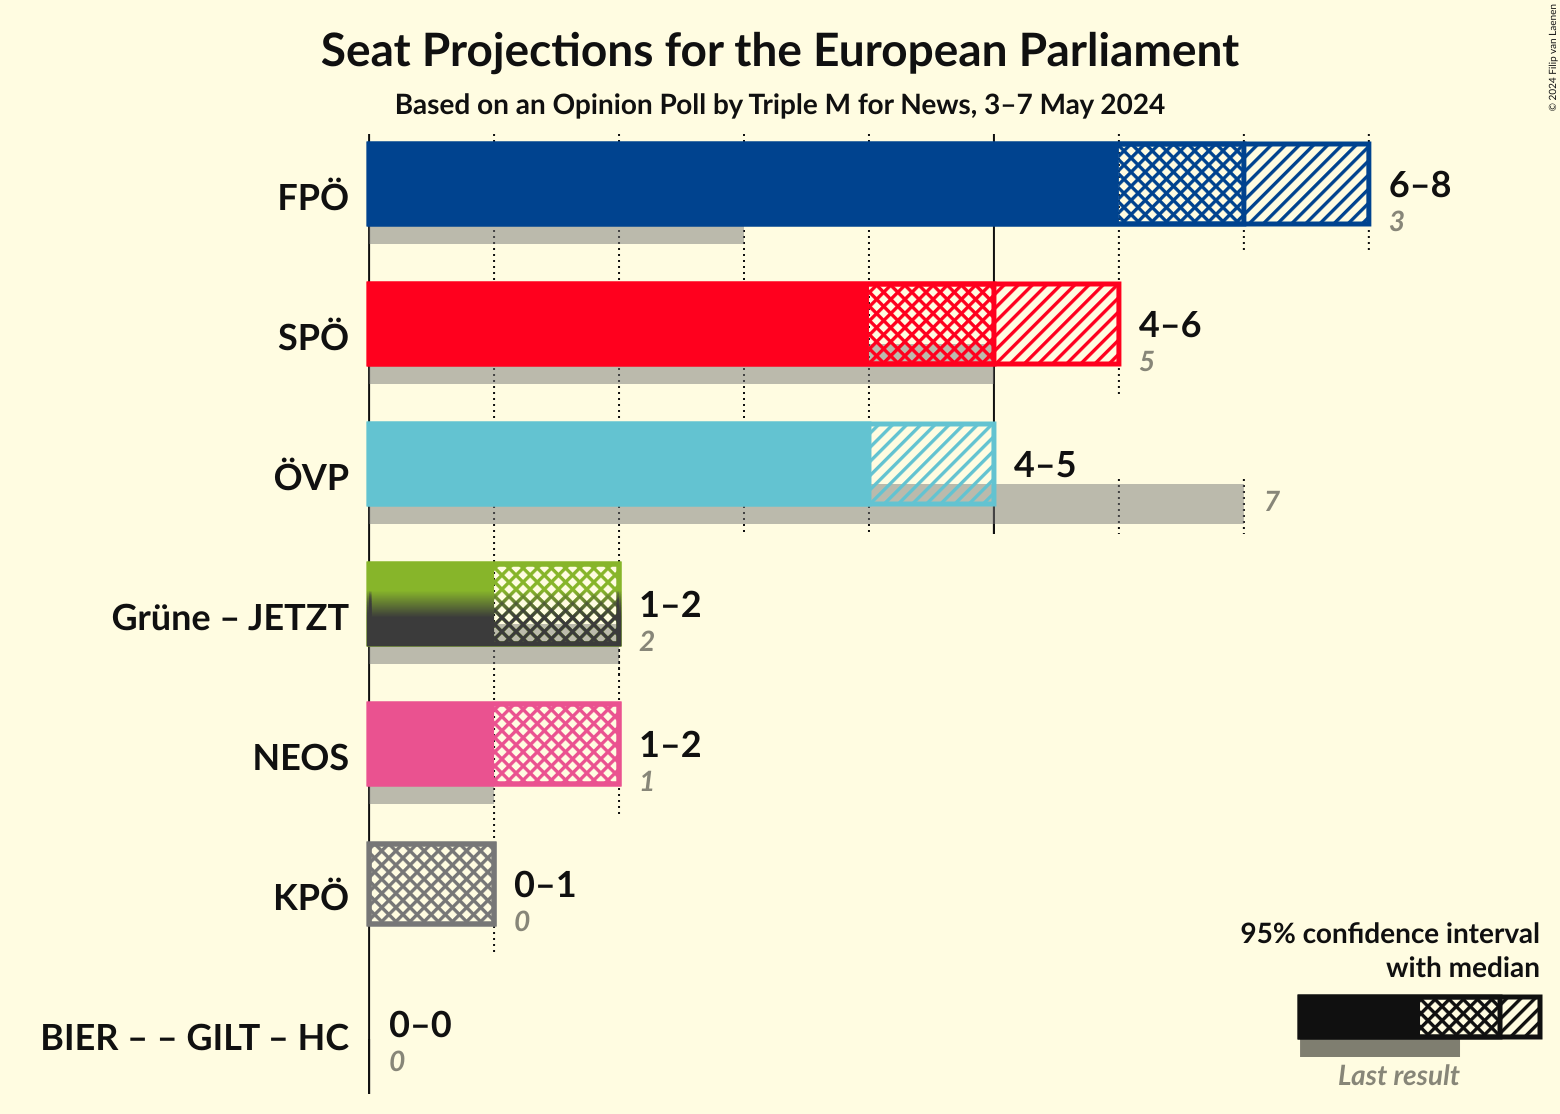 Seat Projections for the European Parliament
Based on an Opinion Poll by Triple M for News, 3–7 May 2024
© 2024 Filip van Laenen
FPÖ
6–8
3
SPÖ
4–6
5
ÖVP
4–5
7
Grüne – JETZT
1–2
2
NEOS
1–2
1
KPÖ
0–1
0
BIER – – GILT – HC
0–0
0
95% confidence interval
with median
Last result